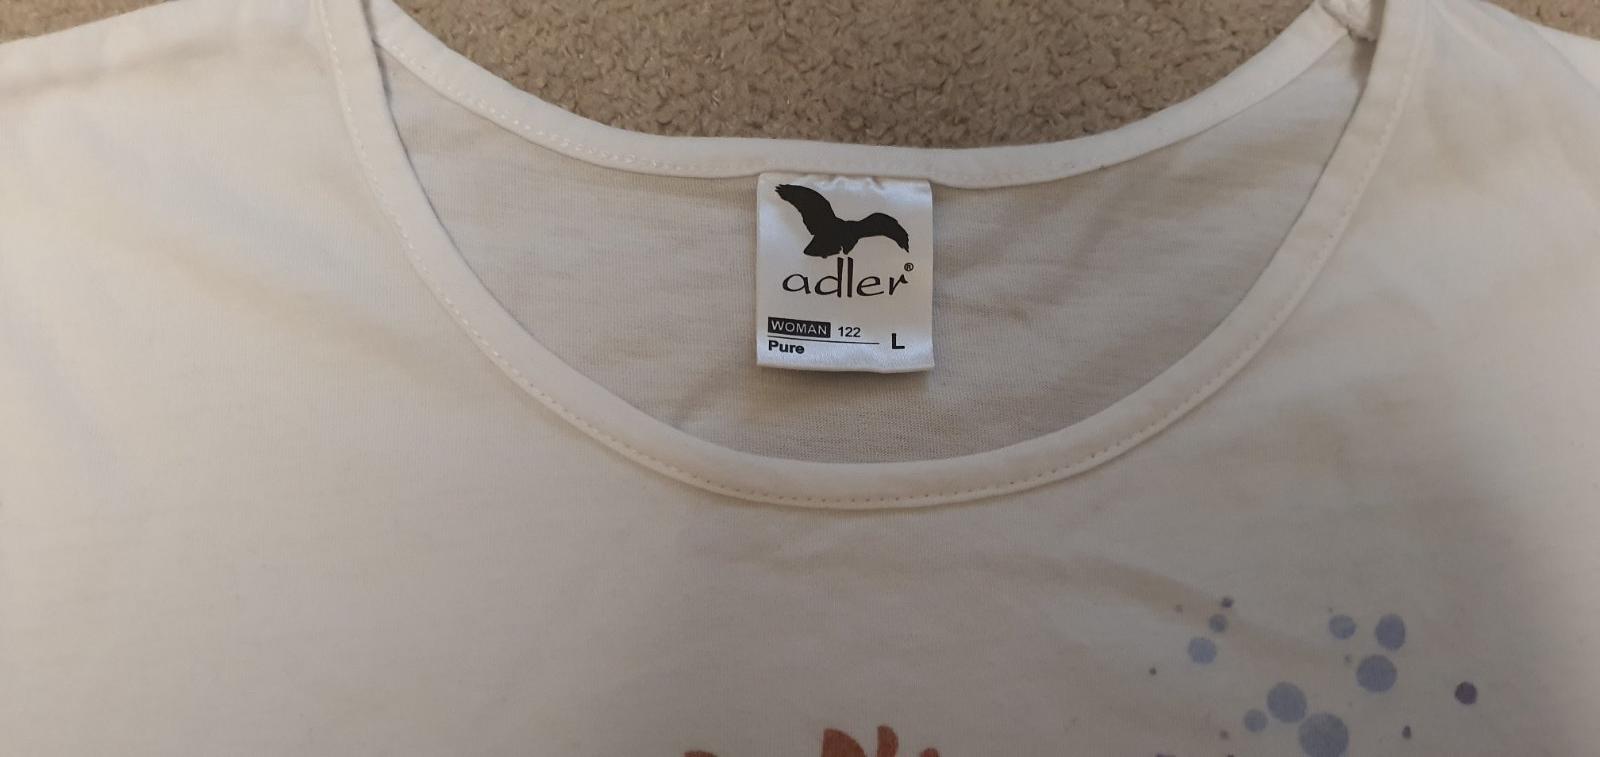 adler®
WOMAN 122
Pure L